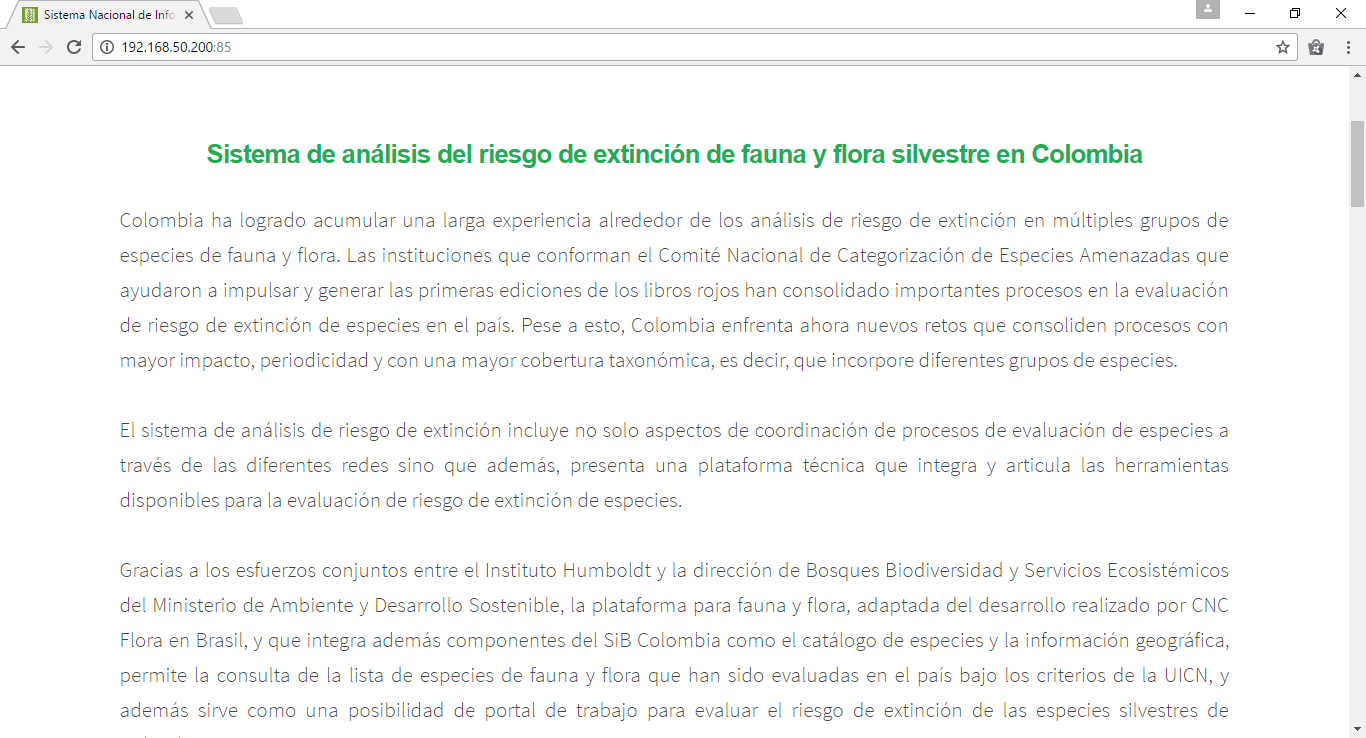 Sistema Nacional de Info
192.168.50.200:85
Sistema de análisis del riesgo de extinción de fauna y flora silvestre en Colombia
Colombia ha logrado acumular una larga experiencia alrededor de los análisis de riesgo de extinción en múltiples grupos de
especies de fauna y flora. Las instituciones que conforman el Comité Nacional de Categorización de Especies Amenazadas que
ayudaron a impulsar y generar las primeras ediciones de los libros rojos han consolidado importantes procesos en la evaluación
de riesgo de extinción de especies en el país. Pese a esto, Colombia enfrenta ahora nuevos retos que consoliden procesos con
mayor impacto, periodicidad y con una mayor cobertura taxonómica, es decir, que incorpore diferentes grupos de especies.
El sistema de análisis de riesgo de extinción incluye no solo aspectos de coordinación de procesos de evaluación de especies a
través de las diferentes redes sino que además, presenta una plataforma técnica que integra y articula las herramientas
disponibles para la evaluación de riesgo de extinción de especies.
Gracias a los esfuerzos conjuntos entre el Instituto Humboldt y la dirección de Bosques Biodiversidad y Servicios Ecosistémicos
del Ministerio de Ambiente y Desarrollo Sostenible, la plataforma para fauna y flora, adaptada del desarrollo realizado por CNC
Flora en Brasil, y que integra además componentes del SiB Colombia como el catálogo de especies y la información geográfica,
permite la consulta de la lista de especies de fauna y flora que han sido evaluadas en el país bajo los criterios de la UICN, y
además sirve como una posibilidad de portal de trabajo para evaluar el riesgo de extinción de las especies silvestres de